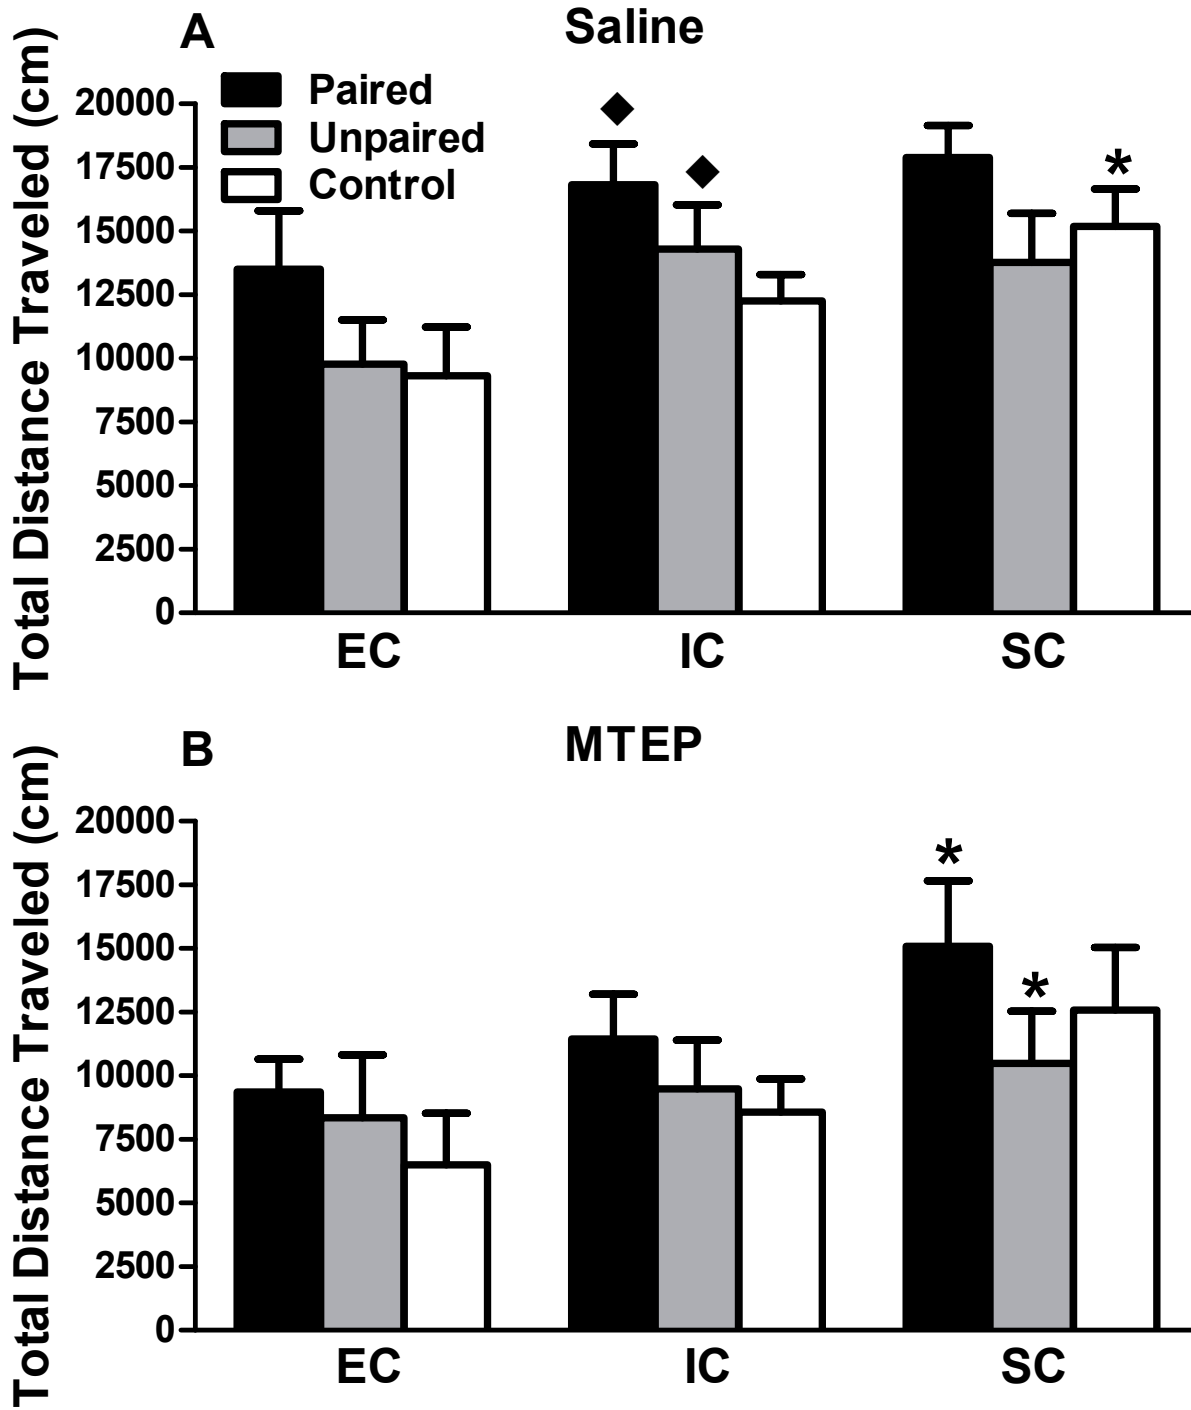 A
Saline
Total Distance Traveled (cm)
20000
17500
15000
12500
10000
7500
5000
2500
0
Paired
Unpaired
Control
◆
◆
*
EC
IC
SC
B
MTEP
Total Distance Traveled (cm)
20000
17500
15000
12500
10000
7500
5000
2500
0
*
*
EC
IC
SC